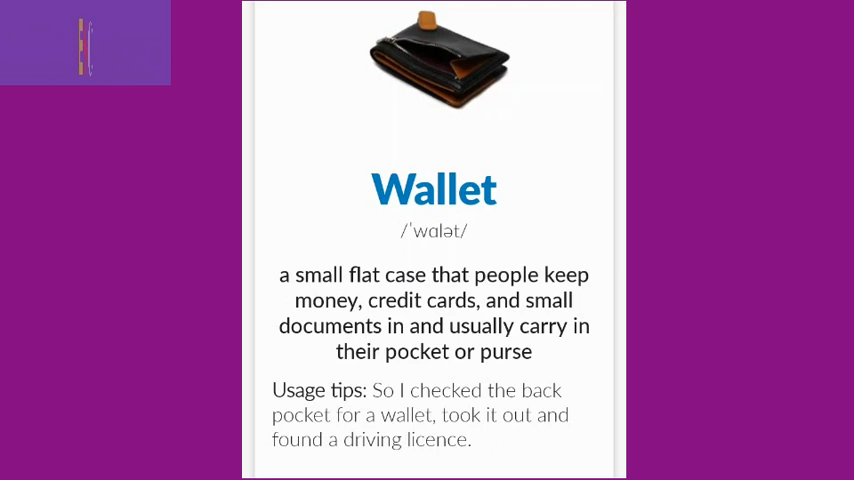 Wallet
/ˈwɑlət/
a small flat case that people keep
money, credit cards, and small
documents in and usually carry in
their pocket or purse
Usage tips: So I checked the back
pocket for a wallet, took it out and
found a driving licence.